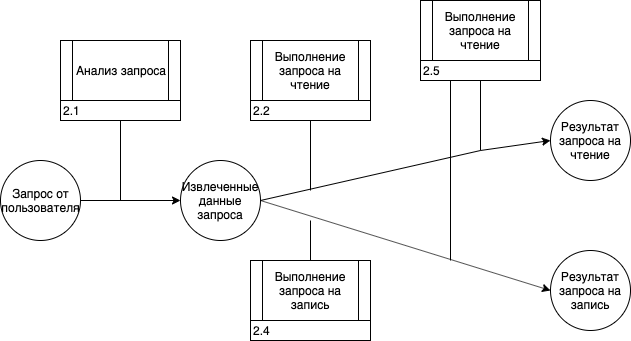 Выполнение
запроса на
чтение
2.5
Анализ запроса
2.1
Выполнение
запроса на
чтение
2.2
Результат
запроса на
чтение
Запрос от
пользователя
Извлеченные
данные
запроса
Выполнение
запроса на
запись
2.4
Результат
запроса на
запись